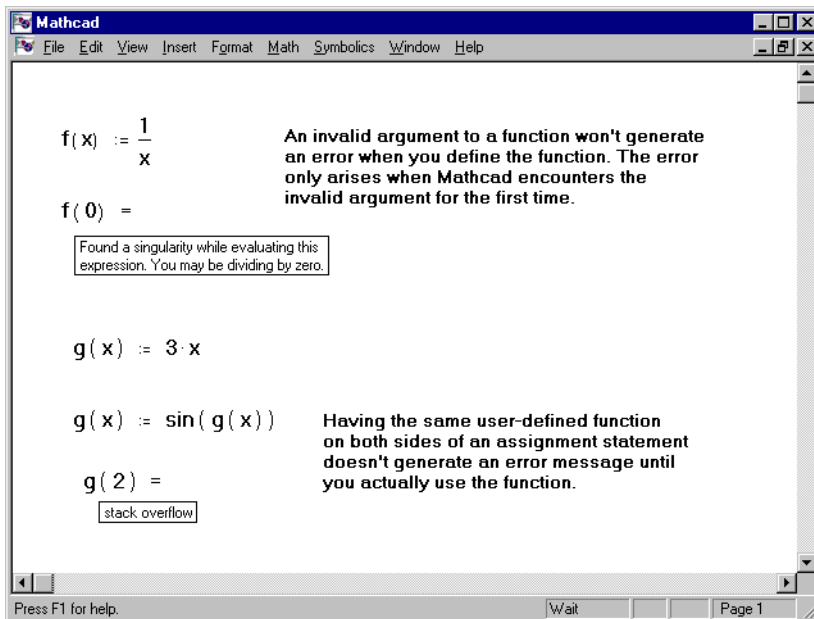 Mathcad
File Edit View Insert Format Math Symbolics Window Help
f(x) := 1/x
An invalid argument to a function won't generate
an error when you define the function. The error
only arises when Mathcad encounters the
invalid argument for the first time.
f(0) =
Found a singularity while evaluating this
expression. You may be dividing by zero.
g(x) := 3·x
g(x) := sin(g(x))
Having the same user-defined function
on both sides of an assignment statement
doesn't generate an error message until
you actually use the function.
g(2) =
stack overflow
Press F1 for help.
Wait
Page 1